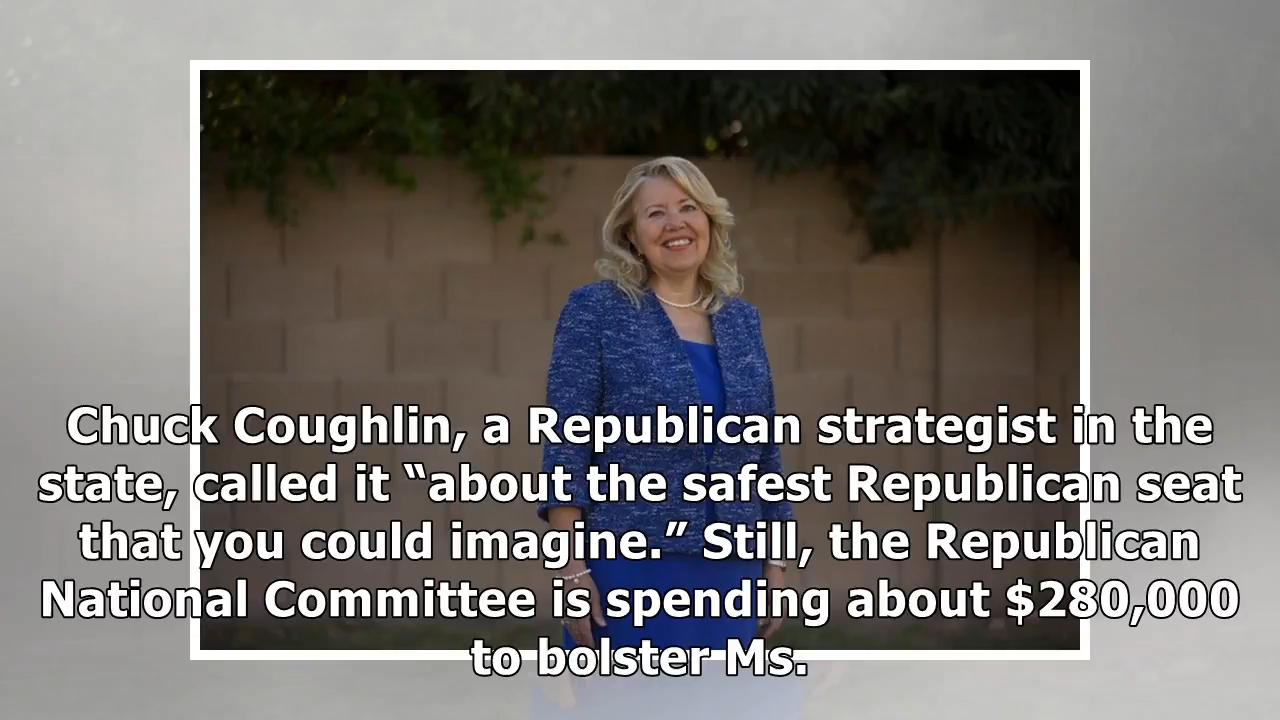 Chuck Coughlin, a Republican strategist in the
state, called it “about the safest Republican seat
that you could imagine.” Still, the Republican
National Committee is spending about $280,000
to bolster Ms.